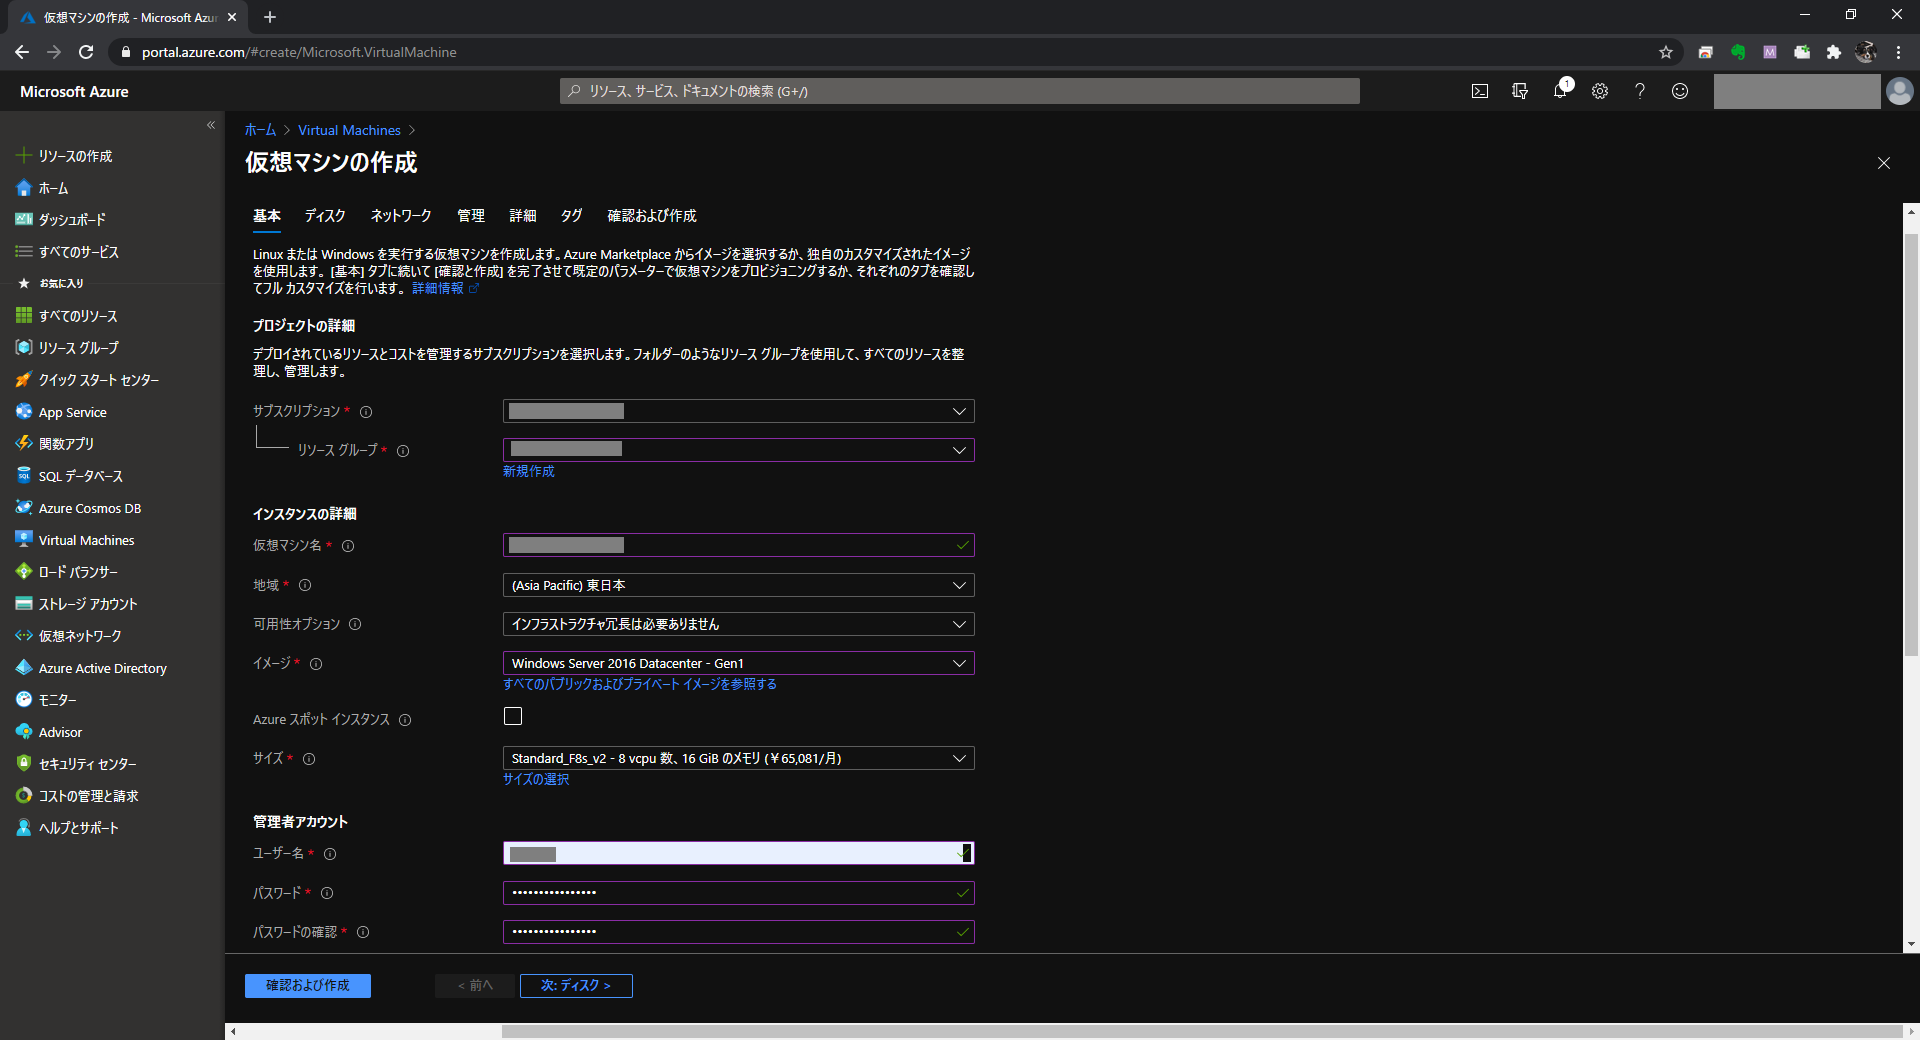 仮想マシンの作成 - Microsoft Azur
portal.azure.com/#create/Microsoft.VirtualMachine
Microsoft Azure
リソース、サービス、ドキュメントの検索 (G+/)
1
ホーム > Virtual Machines >
仮想マシンの作成
リソースの作成
ホーム
ダッシュボード
すべてのサービス
お気に入り
すべてのリソース
リソース グループ
クイック スタート センター
App Service
関数アプリ
SQL データベース
Azure Cosmos DB
Virtual Machines
ロード バランサー
ストレージ アカウント
仮想ネットワーク
Azure Active Directory
モニター
Advisor
セキュリティ センター
コストの管理と請求
ヘルプとサポート
基本 ディスク ネットワーク 管理 詳細 タグ 確認および作成
Linux または Windows を実行する仮想マシンを作成します。Azure Marketplace からイメージを選択するか、独自のカスタマイズされたイメージ
を使用します。 [基本] タブに続いて [確認と作成] を完了させて既定のパラメーターで仮想マシンをプロビジョニングするか、それぞれのタブを確認し
てフル カスタマイズを行います。 詳細情報
プロジェクトの詳細
デプロイされているリソースとコストを管理するサブスクリプションを選択します。フォルダーのようなリソース グループを使用して、すべてのリソースを整
理し、管理します。
サブスクリプション *
リソース グループ *
新規作成
インスタンスの詳細
仮想マシン名 *
地域 * (Asia Pacific) 東日本
可用性オプション インフラストラクチャ冗長は必要ありません
イメージ * Windows Server 2016 Datacenter - Gen1
すべてのパブリックおよびプライベート イメージを参照する
Azure スポット インスタンス
サイズ * Standard_F8s_v2 - 8 vcpu 数、16 GiB のメモリ (¥65,081/月)
サイズの選択
管理者アカウント
ユーザー名 *
パスワード * ••••••••••••••••
パスワードの確認 * ••••••••••••••••
確認および作成 < 前へ 次: ディスク >